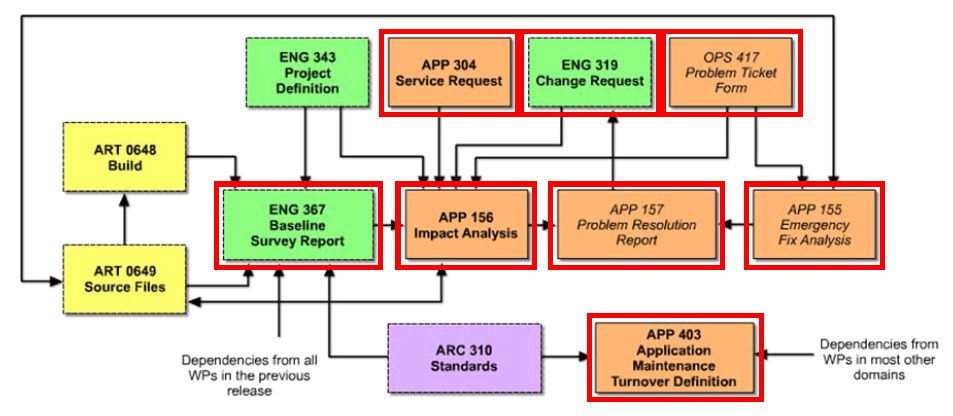 ENG 343
Project
Definition
APP 304
Service Request
ENG 319
Change Request
OPS 417
Problem Ticket
Form
ART 0648
Build
ENG 367
Baseline
Survey Report
APP 156
Impact Analysis
APP 157
Problem Resolution
Report
APP 155
Emergency
Fix Analysis
ART 0649
Source Files
Dependencies from all
WPs in the previous
release
ARC 310
Standards
APP 403
Application
Maintenance
Turnover Definition
Dependencies from
WPs in most other
domains